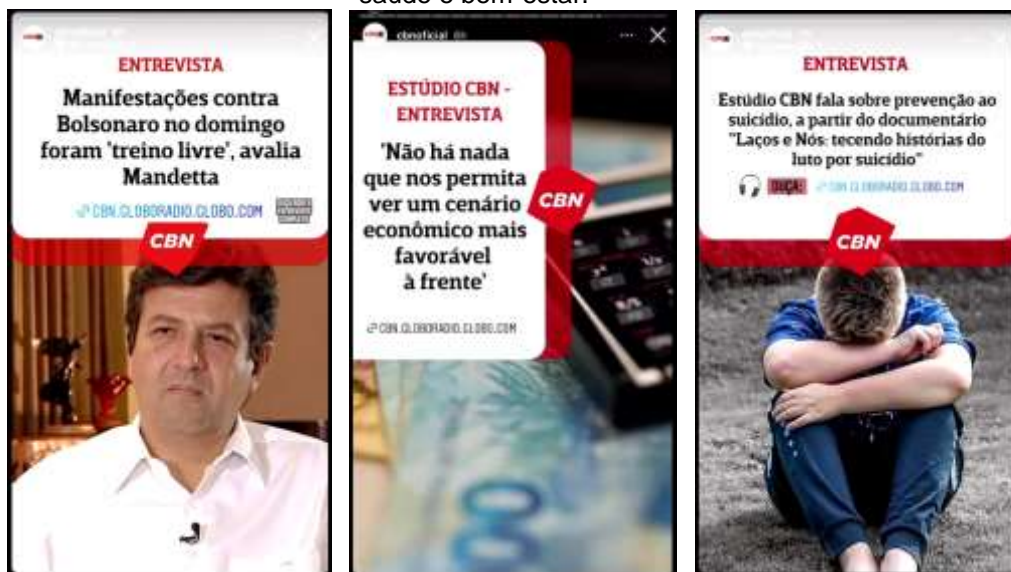 saúde e bem-estar.
ENTREVISTA
Manifestações contra
Bolsonaro no domingo
foram 'treino livre', avalia
Mandetta
CBN.GLOBORADIO.GLOBO.COM
CBN
cbnoficial 8h
ESTÚDIO CBN -
ENTREVISTA
'Não há nada
que nos permita
ver um cenário
econômico mais
favorável
à frente'
CBN
CBN.GLOBORADIO.GLOBO.COM
ENTREVISTA
Estúdio CBN fala sobre prevenção ao
suicídio, a partir do documentário
"Laços e Nós: tecendo histórias do
luto por suicídio"
OUÇA: CBN.GLOBORADIO.GLOBO.COM
CBN